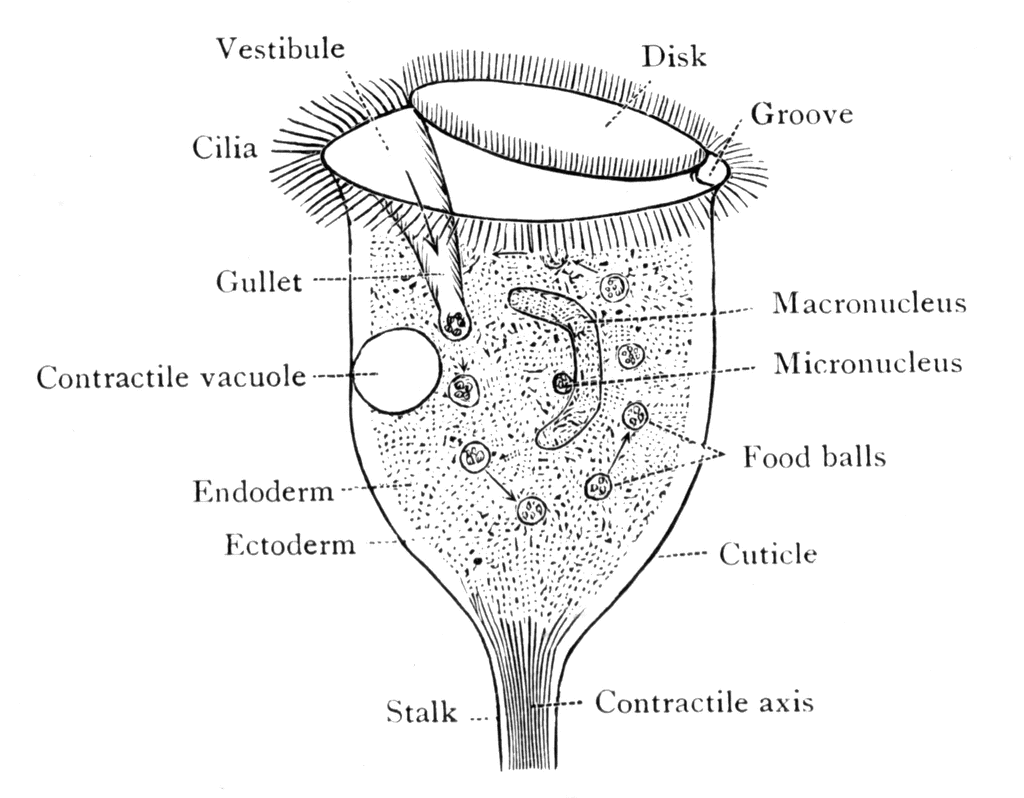 Vestibule
Disk
Groove
Cilia
Gullet
Macronucleus
Micronucleus
Contractile vacuole
Food balls
Endoderm
Ectoderm
Cuticle
Contractile axis
Stalk